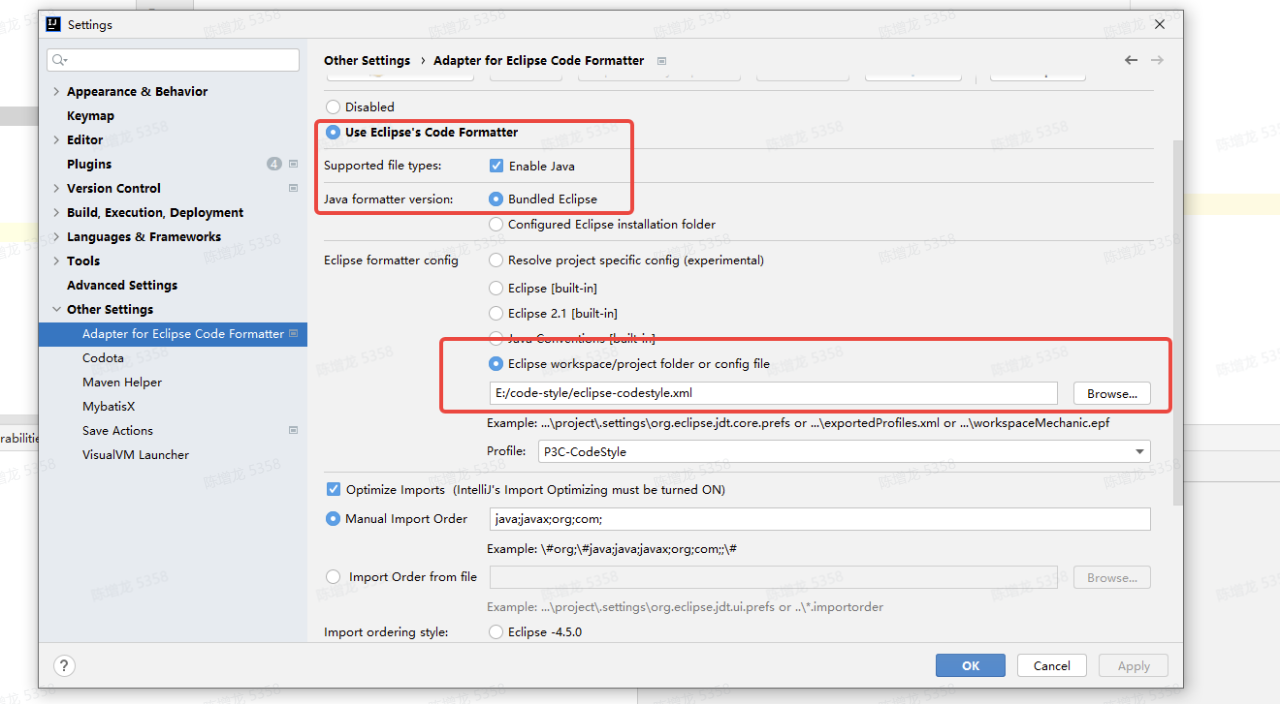 Settings
Other Settings › Adapter for Eclipse Code Formatter
Appearance & Behavior
Keymap
Editor
Plugins 4
Version Control
Build, Execution, Deployment
Languages & Frameworks
Tools
Advanced Settings
Other Settings
Adapter for Eclipse Code Formatter
Codota
Maven Helper
MybatisX
Save Actions
VisualVM Launcher
Disabled
Use Eclipse's Code Formatter
Supported file types: Enable Java
Java formatter version: Bundled Eclipse
Configured Eclipse installation folder
Eclipse formatter config Resolve project specific config (experimental)
Eclipse [built-in]
Eclipse 2.1 [built-in]
Java Conventions [built-in]
Eclipse workspace/project folder or config file
E:/code-style/eclipse-codestyle.xml Browse...
Example: ...\project\.settings\org.eclipse.jdt.core.prefs or ...\exportedProfiles.xml or ...\workspaceMechanic.epf
Profile: P3C-CodeStyle
Optimize Imports (IntelliJ's Import Optimizing must be turned ON)
Manual Import Order java;javax;org;com;
Example: \#org;\#java;java;javax;org;com;;\#
Import Order from file Browse...
Example: ...\project\.settings\org.eclipse.jdt.ui.prefs or ..\*.importorder
Import ordering style: Eclipse -4.5.0
? OK Cancel Apply
rabilitie
陈增龙 5358